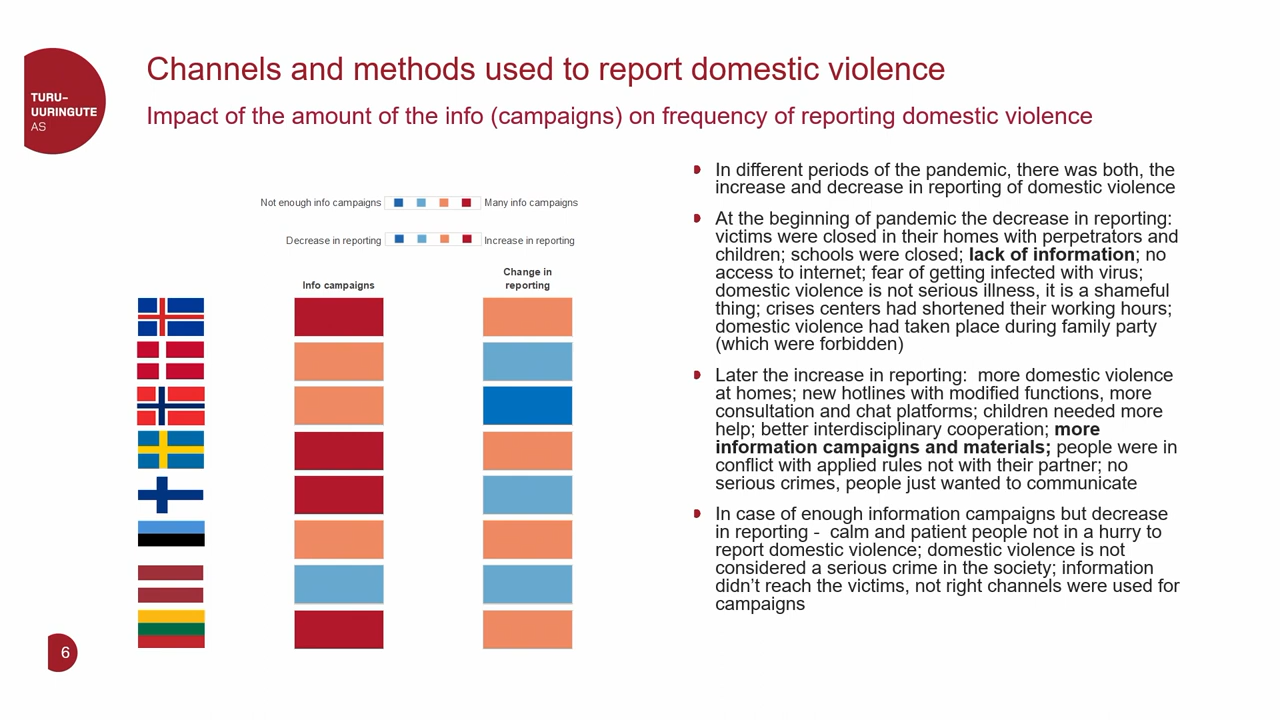 Channels and methods used to report domestic violence
TURU-
UURINGUTE
AS
Impact of the amount of the info (campaigns) on frequency of reporting domestic violence
Not enough info campaigns
Many info campaigns
Decrease in reporting
Increase in reporting
Info campaigns
Change in
reporting
In different periods of the pandemic, there was both, the
increase and decrease in reporting of domestic violence
At the beginning of pandemic the decrease in reporting:
victims were closed in their homes with perpetrators and
children; schools were closed; lack of information; no
access to internet; fear of getting infected with virus;
domestic violence is not serious illness, it is a shameful
thing; crises centers had shortened their working hours;
domestic violence had taken place during family party
(which were forbidden)
Later the increase in reporting:  more domestic violence
at homes; new hotlines with modified functions, more
consultation and chat platforms; children needed more
help; better interdisciplinary cooperation; more
information campaigns and materials; people were in
conflict with applied rules not with their partner; no
serious crimes, people just wanted to communicate
In case of enough information campaigns but decrease
in reporting -  calm and patient people not in a hurry to
report domestic violence; domestic violence is not
considered a serious crime in the society; information
didn't reach the victims, not right channels were used for
campaigns
6